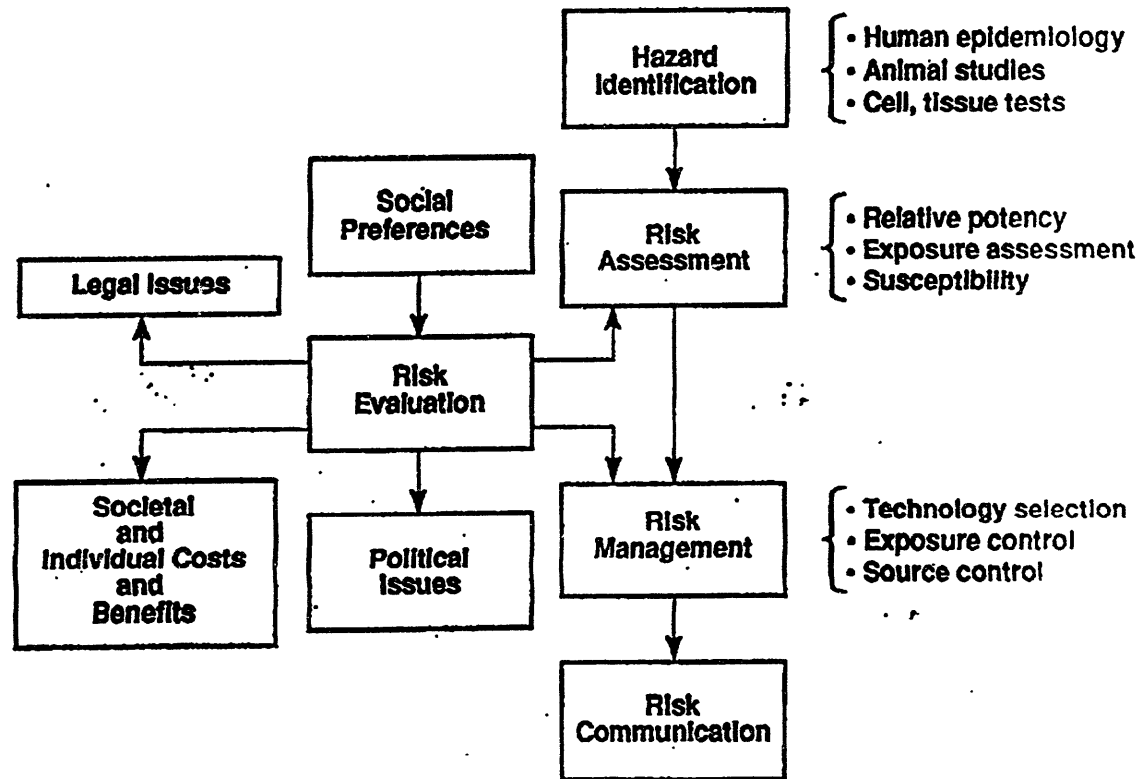 Hazard
Identification
• Human epidemiology
• Animal studies
• Cell, tissue tests
Social
Preferences
Risk
Assessment
• Relative potency
• Exposure assessment
• Susceptibility
Legal Issues
Risk
Evaluation
Societal
and
Individual Costs
and
Benefits
Political
Issues
Risk
Management
• Technology selection
• Exposure control
• Source control
Risk
Communication